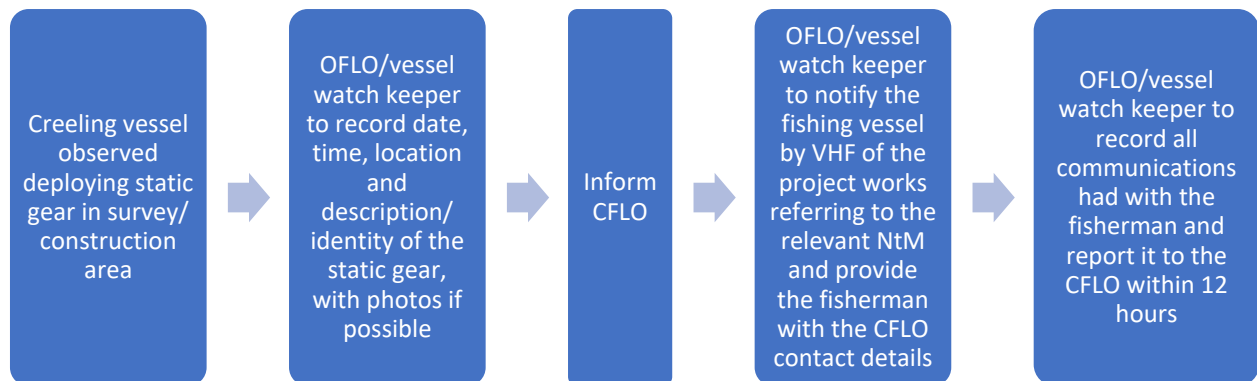 Creeling vessel
observed
deploying static
gear in survey/
construction
area
OFLO/vessel
watch keeper
to record date,
time, location
and
description/
identity of the
static gear,
with photos if
possible
Inform
CFLO
OFLO/vessel
watch keeper
to notify the
fishing vessel
by VHF of the
project works
referring to the
relevant NtM
and provide
the fisherman
with the CFLO
contact details
OFLO/vessel
watch keeper to
record all
communications
had with the
fisherman and
report it to the
CFLO within 12
hours